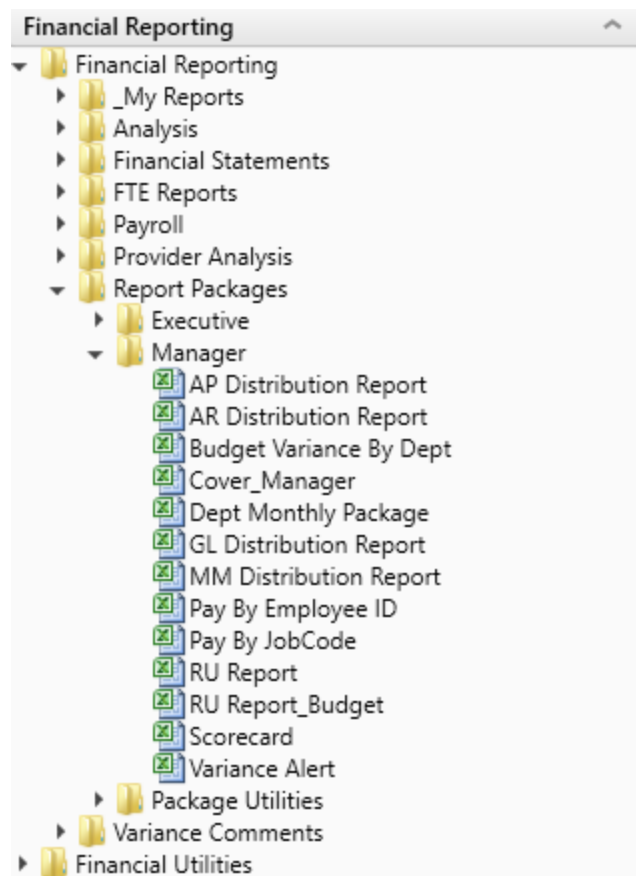 Financial Reporting
Financial Reporting
_My Reports
Analysis
Financial Statements
FTE Reports
Payroll
Provider Analysis
Report Packages
Executive
Manager
AP Distribution Report
AR Distribution Report
Budget Variance By Dept
Cover_Manager
Dept Monthly Package
GL Distribution Report
MM Distribution Report
Pay By Employee ID
Pay By JobCode
RU Report
RU Report_Budget
Scorecard
Variance Alert
Package Utilities
Variance Comments
Financial Utilities